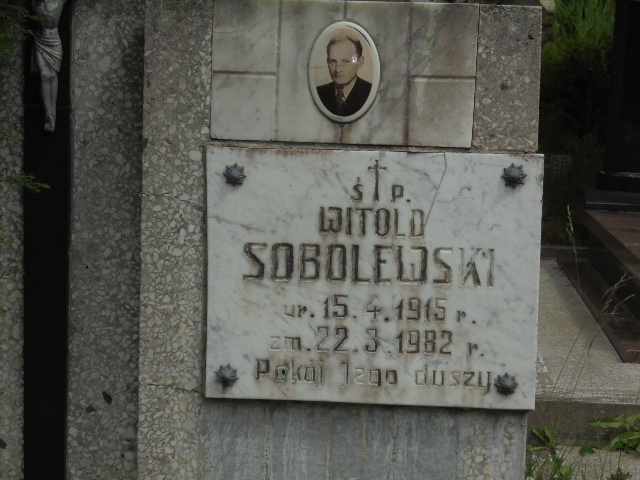 Ś†P.
WITOLD
SOBOLEWSKI
ur. 15.4.1915 r.
zm. 22.3.1982 r.
Pokój Jego duszy